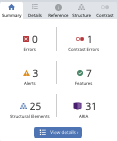 Summary Details Reference Structure Contrast
0 1
Errors Contrast Errors
3 7
Alerts Features
25 31
Structural Elements ARIA
View details